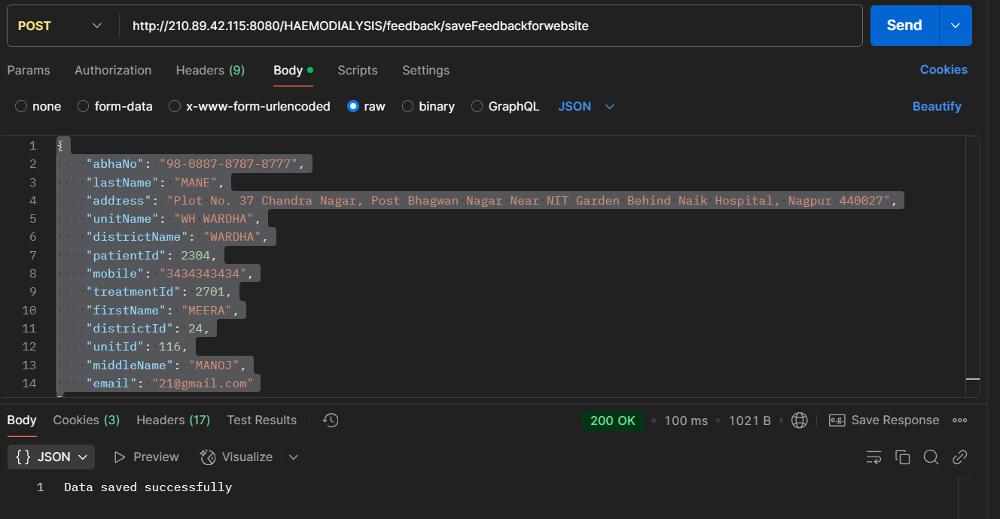 POST http://210.89.42.115:8080/HAEMODIALYSIS/feedback/saveFeedbackforwebsite Send
Params Authorization Headers (9) Body Scripts Settings Cookies
none form-data x-www-form-urlencoded raw binary GraphQL JSON Beautify
1 {
2 "abhaNo": "98-0887-8787-8777",
3 "lastName": "MANE",
4 "address": "Plot No. 37 Chandra Nagar, Post Bhagwan Nagar Near NIT Garden Behind Naik Hospital, Nagpur 440027",
5 "unitName": "WH WARDHA",
6 "districtName": "WARDHA",
7 "patientId": 2304,
8 "mobile": "3434343434",
9 "treatmentId": 2701,
10 "firstName": "MEERA",
11 "districtId": 24,
12 "unitId": 116,
13 "middleName": "MANOJ",
14 "email": "21@gmail.com"
Body Cookies (3) Headers (17) Test Results 200 OK • 100 ms • 1021 B • e.g. Save Response
{} JSON Preview Visualize
1 Data saved successfully